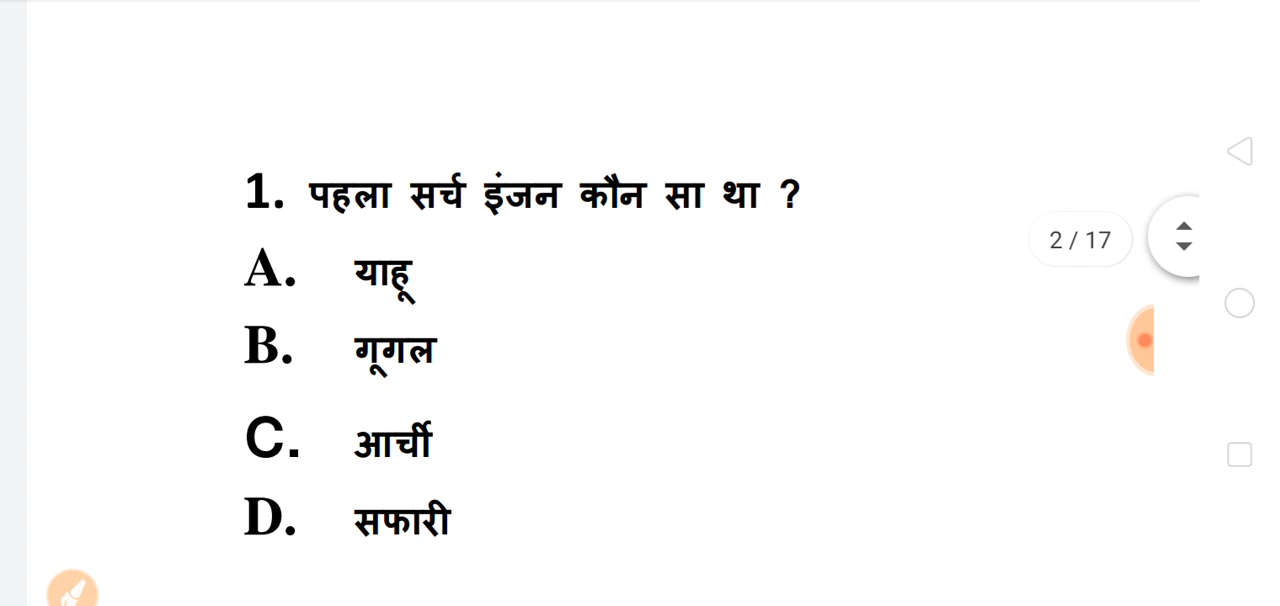 1. पहला सर्च इंजन कौन सा था ?
2 / 17
A. याहू
B. गूगल
C. आर्ची
D. सफारी